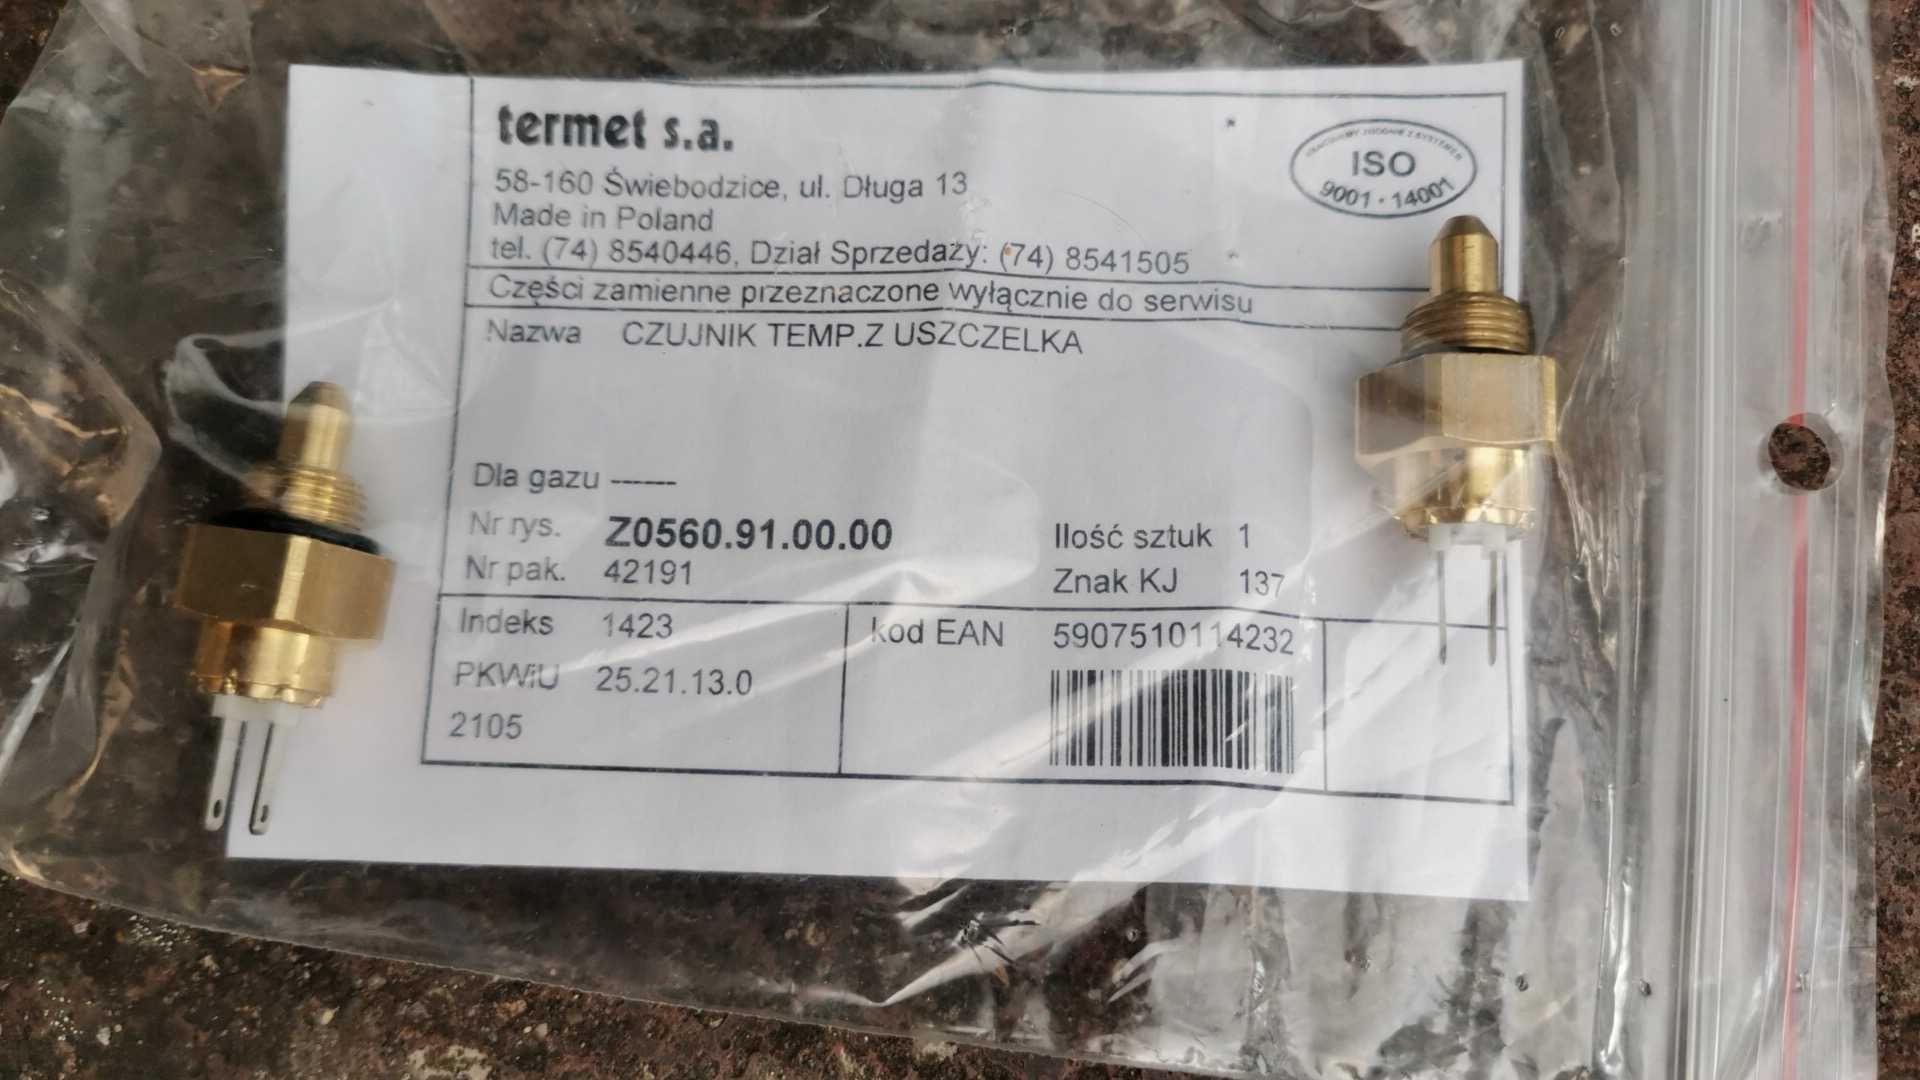 termet s.a.
58-160 Świebodzice, ul. Długa 13
Made in Poland
tel. (74) 8540446, Dział Sprzedaży: (74) 8541505
ISO
9001 · 14001
Części zamienne przeznaczone wyłącznie do serwisu
Nazwa CZUJNIK TEMP.Z USZCZELKA
Dla gazu ------
Nr rys. Z0560.91.00.00 Ilość sztuk 1
Nr pak. 42191 Znak KJ 137
Indeks 1423 kod EAN 5907510114232
PKWiU 25.21.13.0
2105